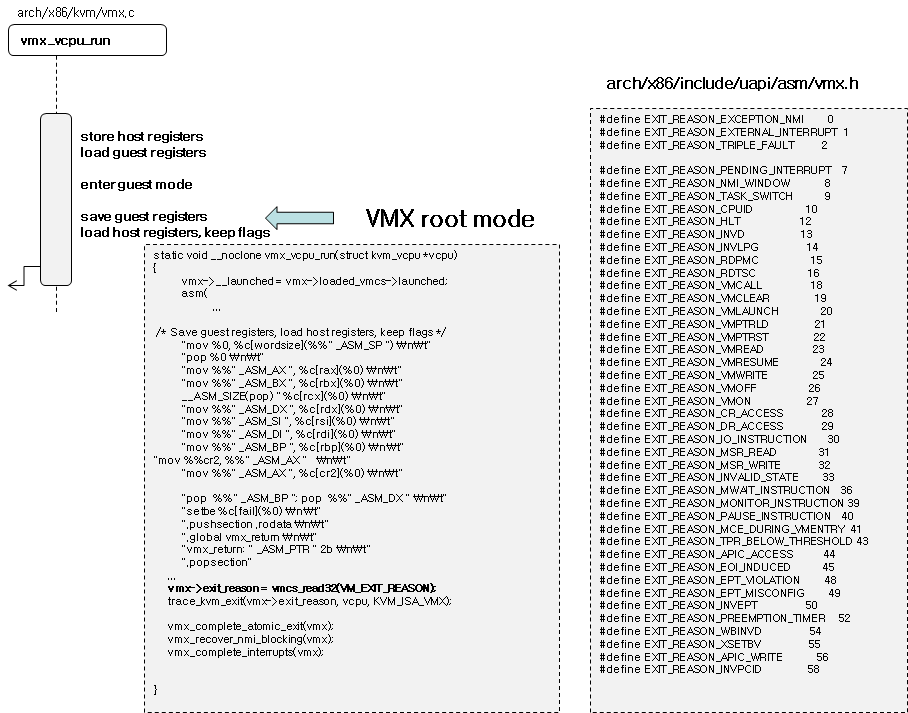 arch/x86/kvm/vmx.c
vmx_vcpu_run
store host registers
load guest registers
enter guest mode
save guest registers
load host registers, keep flags
VMX root mode
static void __noclone vmx_vcpu_run(struct kvm_vcpu *vcpu)
{
vmx->__launched = vmx->loaded_vmcs->launched;
asm(
...
/* Save guest registers, load host registers, keep flags */
"mov %0, %c[wordsize](%%" _ASM_SP ") ₩n₩t"
"pop %0 ₩n₩t"
"mov %%" _ASM_AX ", %c[rax](%0) ₩n₩t"
"mov %%" _ASM_BX ", %c[rbx](%0) ₩n₩t"
__ASM_SIZE(pop) " %c[rcx](%0) ₩n₩t"
"mov %%" _ASM_DX ", %c[rdx](%0) ₩n₩t"
"mov %%" _ASM_SI ", %c[rsi](%0) ₩n₩t"
"mov %%" _ASM_DI ", %c[rdi](%0) ₩n₩t"
"mov %%" _ASM_BP ", %c[rbp](%0) ₩n₩t"
"mov %%cr2, %%" _ASM_AX " ₩n₩t"
"mov %%" _ASM_AX ", %c[cr2](%0) ₩n₩t"
"pop %%" _ASM_BP "; pop %%" _ASM_DX " ₩n₩t"
"setbe %c[fail](%0) ₩n₩t"
".pushsection .rodata ₩n₩t"
".global vmx_return ₩n₩t"
"vmx_return: " _ASM_PTR " 2b ₩n₩t"
".popsection"
...
vmx->exit_reason = vmcs_read32(VM_EXIT_REASON);
trace_kvm_exit(vmx->exit_reason, vcpu, KVM_ISA_VMX);
vmx_complete_atomic_exit(vmx);
vmx_recover_nmi_blocking(vmx);
vmx_complete_interrupts(vmx);
}
arch/x86/include/uapi/asm/vmx.h
#define EXIT_REASON_EXCEPTION_NMI 0
#define EXIT_REASON_EXTERNAL_INTERRUPT 1
#define EXIT_REASON_TRIPLE_FAULT 2
#define EXIT_REASON_PENDING_INTERRUPT 7
#define EXIT_REASON_NMI_WINDOW 8
#define EXIT_REASON_TASK_SWITCH 9
#define EXIT_REASON_CPUID 10
#define EXIT_REASON_HLT 12
#define EXIT_REASON_INVD 13
#define EXIT_REASON_INVLPG 14
#define EXIT_REASON_RDPMC 15
#define EXIT_REASON_RDTSC 16
#define EXIT_REASON_VMCALL 18
#define EXIT_REASON_VMCLEAR 19
#define EXIT_REASON_VMLAUNCH 20
#define EXIT_REASON_VMPTRLD 21
#define EXIT_REASON_VMPTRST 22
#define EXIT_REASON_VMREAD 23
#define EXIT_REASON_VMRESUME 24
#define EXIT_REASON_VMWRITE 25
#define EXIT_REASON_VMOFF 26
#define EXIT_REASON_VMON 27
#define EXIT_REASON_CR_ACCESS 28
#define EXIT_REASON_DR_ACCESS 29
#define EXIT_REASON_IO_INSTRUCTION 30
#define EXIT_REASON_MSR_READ 31
#define EXIT_REASON_MSR_WRITE 32
#define EXIT_REASON_INVALID_STATE 33
#define EXIT_REASON_MWAIT_INSTRUCTION 36
#define EXIT_REASON_MONITOR_INSTRUCTION 39
#define EXIT_REASON_PAUSE_INSTRUCTION 40
#define EXIT_REASON_MCE_DURING_VMENTRY 41
#define EXIT_REASON_TPR_BELOW_THRESHOLD 43
#define EXIT_REASON_APIC_ACCESS 44
#define EXIT_REASON_EOI_INDUCED 45
#define EXIT_REASON_EPT_VIOLATION 48
#define EXIT_REASON_EPT_MISCONFIG 49
#define EXIT_REASON_INVEPT 50
#define EXIT_REASON_PREEMPTION_TIMER 52
#define EXIT_REASON_WBINVD 54
#define EXIT_REASON_XSETBV 55
#define EXIT_REASON_APIC_WRITE 56
#define EXIT_REASON_INVPCID 58